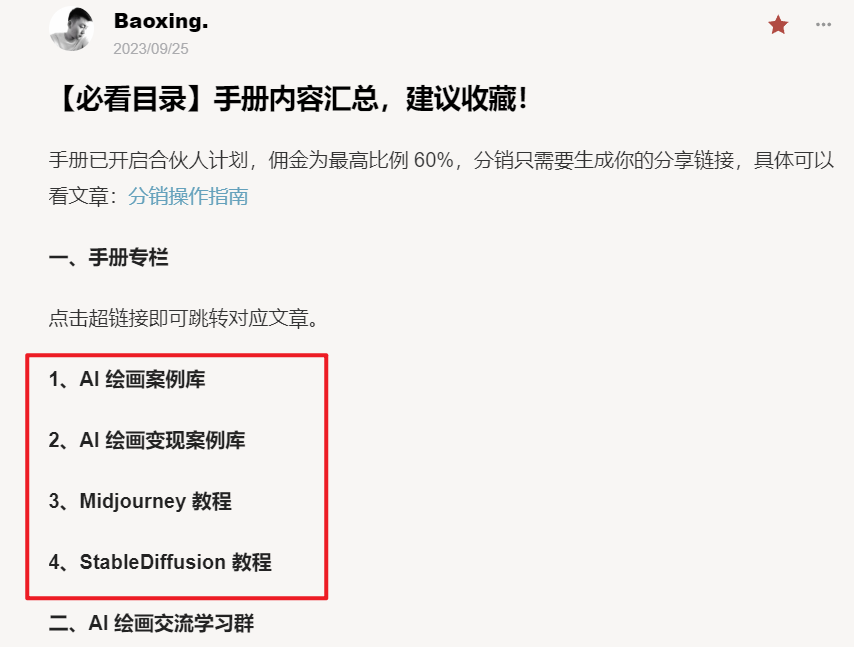 Baoxing.
2023/09/25
【必看目录】手册内容汇总，建议收藏！
手册已开启合伙人计划，佣金为最高比例 60%，分销只需要生成你的分享链接，具体可以
看文章：分销操作指南
一、手册专栏
点击超链接即可跳转对应文章。
1、AI 绘画案例库
2、AI 绘画变现案例库
3、Midjourney 教程
4、StableDiffusion 教程
二、AI 绘画交流学习群